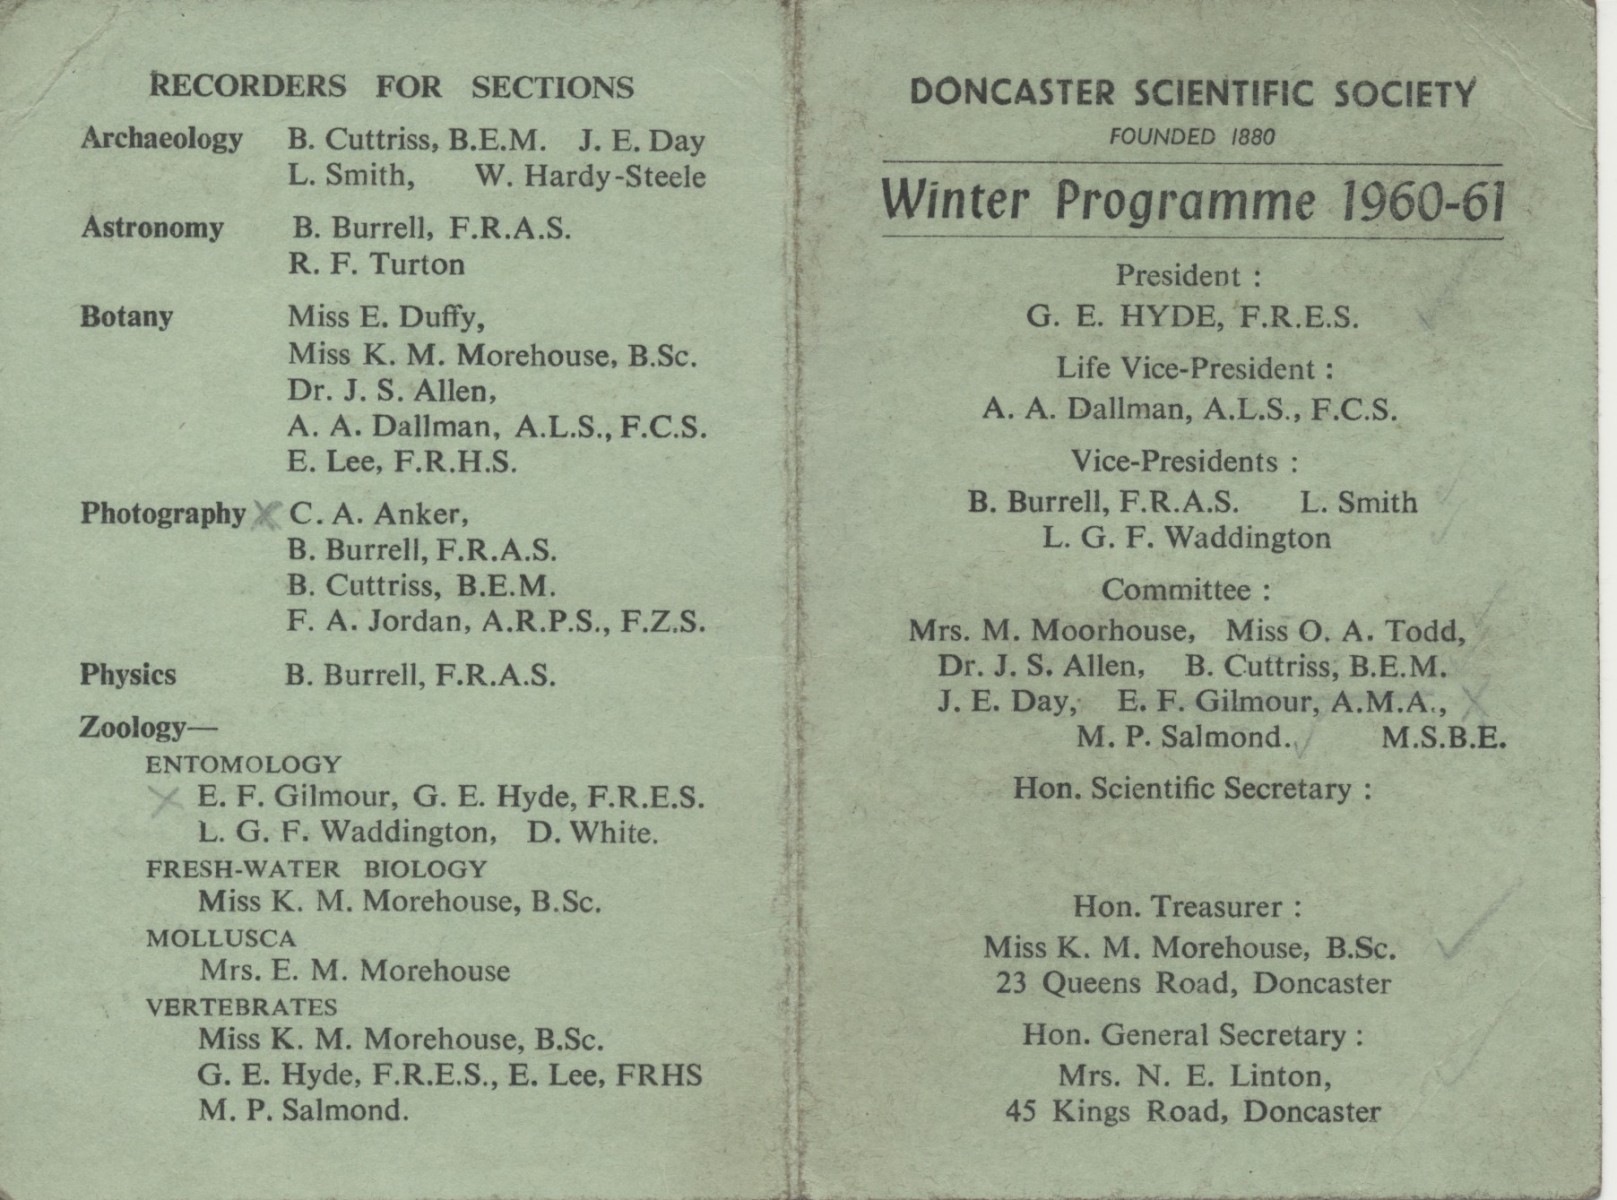 RECORDERS FOR SECTIONS
Archaeology B. Cuttriss, B.E.M. J. E. Day
L. Smith, W. Hardy-Steele
Astronomy B. Burrell, F.R.A.S.
R. F. Turton
Botany Miss E. Duffy,
Miss K. M. Morehouse, B.Sc.
Dr. J. S. Allen,
A. A. Dallman, A.L.S., F.C.S.
E. Lee, F.R.H.S.
Photography C. A. Anker,
B. Burrell, F.R.A.S.
B. Cuttriss, B.E.M.
F. A. Jordan, A.R.P.S., F.Z.S.
Physics B. Burrell, F.R.A.S.
Zoology—
ENTOMOLOGY
E. F. Gilmour, G. E. Hyde, F.R.E.S.
L. G. F. Waddington, D. White.
FRESH-WATER BIOLOGY
Miss K. M. Morehouse, B.Sc.
MOLLUSCA
Mrs. E. M. Morehouse
VERTEBRATES
Miss K. M. Morehouse, B.Sc.
G. E. Hyde, F.R.E.S., E. Lee, FRHS
M. P. Salmond.
DONCASTER SCIENTIFIC SOCIETY
FOUNDED 1880
Winter Programme 1960-61
President :
G. E. HYDE, F.R.E.S.
Life Vice-President :
A. A. Dallman, A.L.S., F.C.S.
Vice-Presidents :
B. Burrell, F.R.A.S. L. Smith
L. G. F. Waddington
Committee :
Mrs. M. Moorhouse, Miss O. A. Todd,
Dr. J. S. Allen, B. Cuttriss, B.E.M.
J. E. Day, E. F. Gilmour, A.M.A.,
M. P. Salmond. M.S.B.E.
Hon. Scientific Secretary :
Hon. Treasurer :
Miss K. M. Morehouse, B.Sc.
23 Queens Road, Doncaster
Hon. General Secretary :
Mrs. N. E. Linton,
45 Kings Road, Doncaster